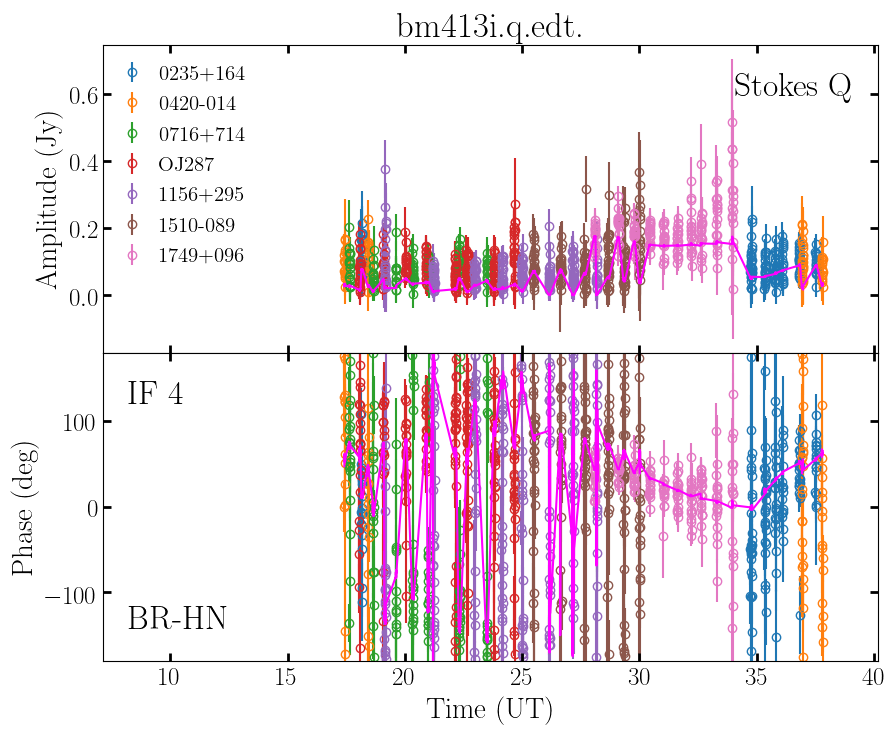 bm413i.q.edt.
Stokes Q
0235+164
0420-014
0716+714
OJ287
1156+295
1510-089
1749+096
Amplitude (Jy)
0.6
0.4
0.2
0.0
IF 4
BR-HN
Phase (deg)
100
0
−100
10 15 20 25 30 35 40
Time (UT)